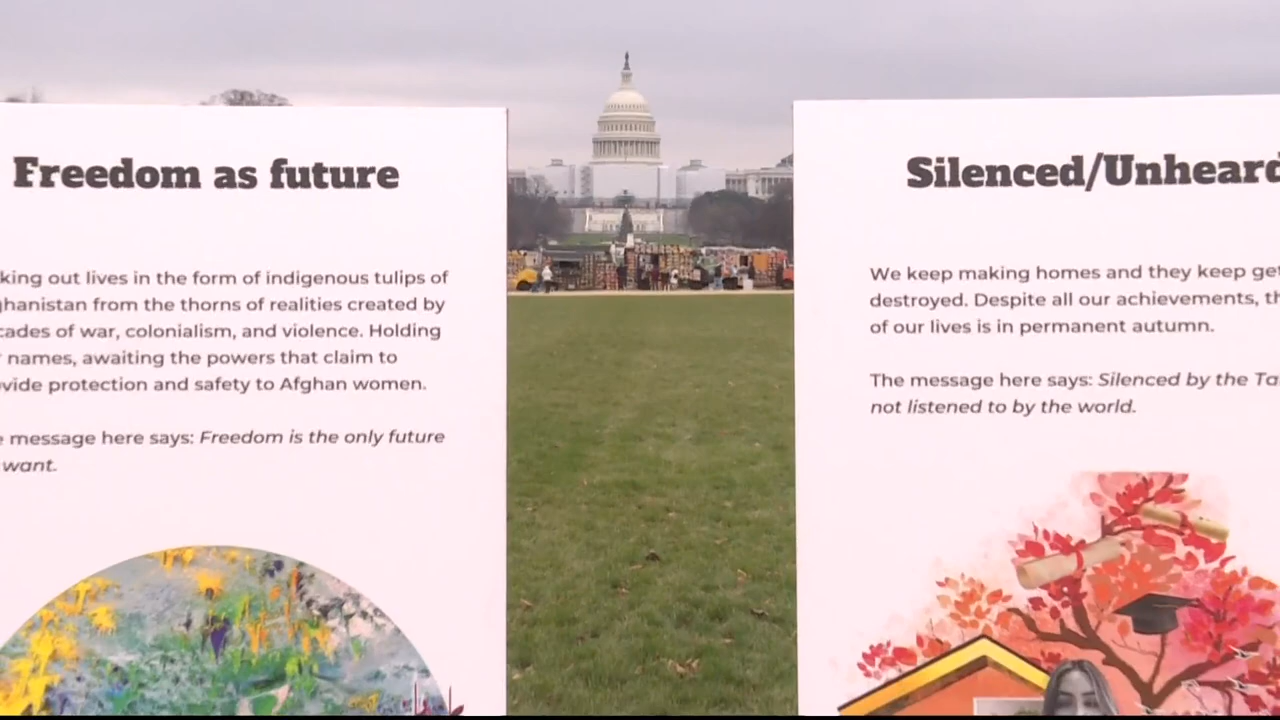 Freedom as future
king out lives in the form of indigenous tulips of
ghanistan from the thorns of realities created by
cades of war, colonialism, and violence. Holding
names, awaiting the powers that claim to
vide protection and safety to Afghan women.
message here says: Freedom is the only future
want.
Silenced/Unheard
We keep making homes and they keep get
destroyed. Despite all our achievements, th
of our lives is in permanent autumn.
The message here says: Silenced by the Ta
not listened to by the world.